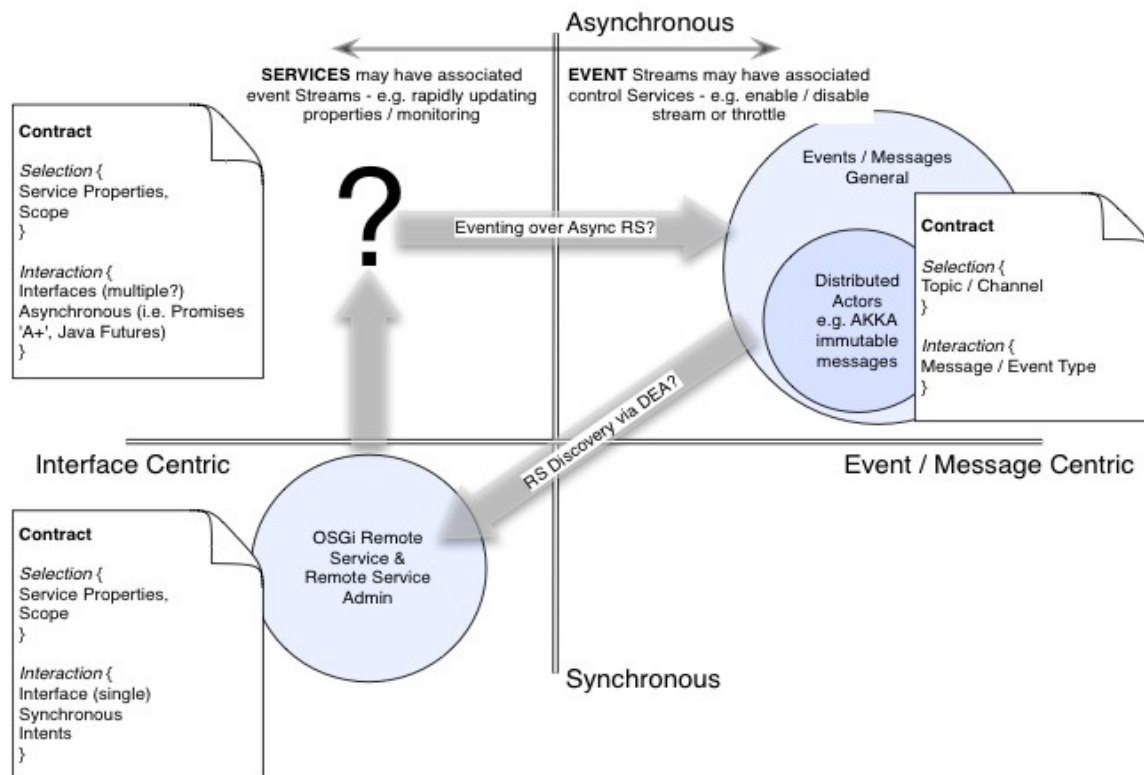 Asynchronous
SERVICES may have associated
event Streams - e.g. rapidly updating
properties / monitoring
EVENT Streams may have associated
control Services - e.g. enable / disable
stream or throttle
Contract
Selection {
Service Properties,
Scope
}
Interaction {
Interfaces (multiple?)
Asynchronous (i.e. Promises
'A+', Java Futures)
}
?
Eventing over Async RS?
Events / Messages
General
Distributed
Actors
e.g. AKKA
immutable
messages
Contract
Selection {
Topic / Channel
}
Interaction {
Message / Event Type
}
RS Discovery via DEA?
Interface Centric
Event / Message Centric
Contract
Selection {
Service Properties,
Scope
}
Interaction {
Interface (single)
Synchronous
Intents
}
OSGi Remote
Service &
Remote Service
Admin
Synchronous